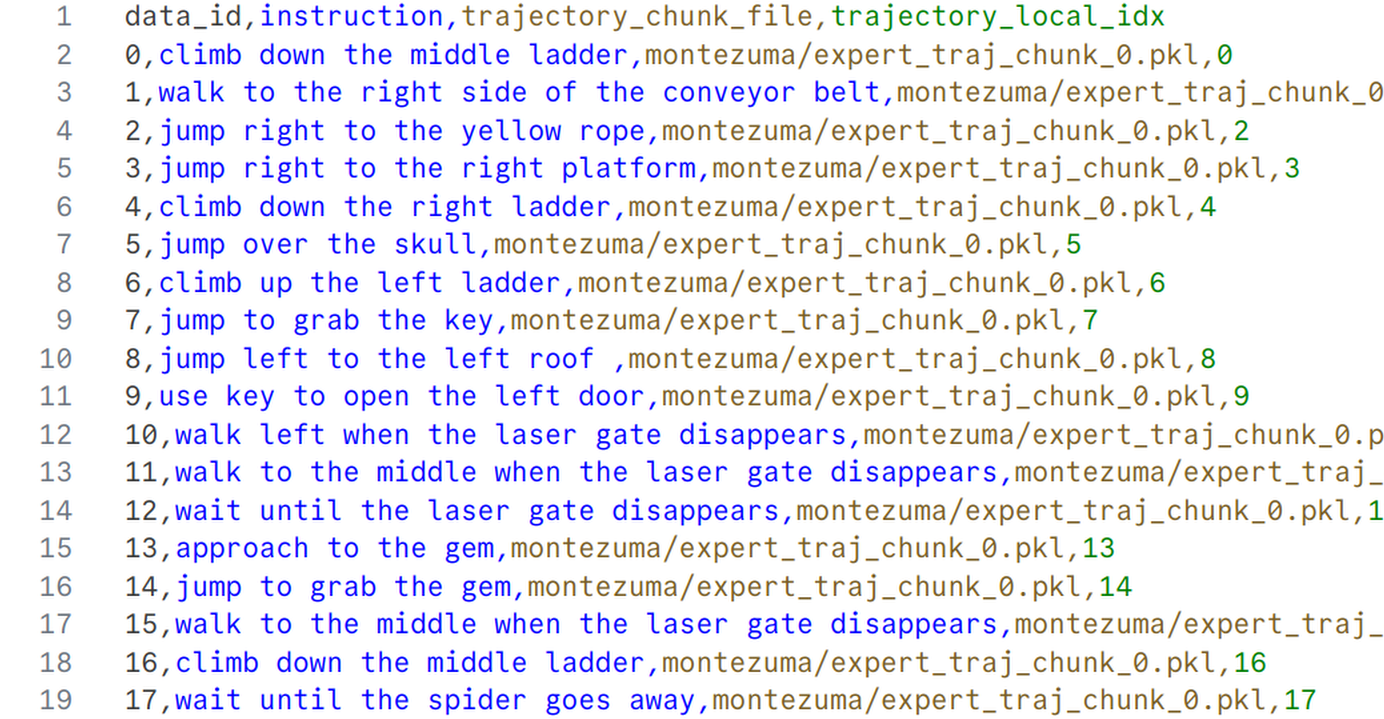 1 data_id,instruction,trajectory_chunk_file,trajectory_local_idx
2 0,climb down the middle ladder,montezuma/expert_traj_chunk_0.pkl,0
3 1,walk to the right side of the conveyor belt,montezuma/expert_traj_chunk_0
4 2,jump right to the yellow rope,montezuma/expert_traj_chunk_0.pkl,2
5 3,jump right to the right platform,montezuma/expert_traj_chunk_0.pkl,3
6 4,climb down the right ladder,montezuma/expert_traj_chunk_0.pkl,4
7 5,jump over the skull,montezuma/expert_traj_chunk_0.pkl,5
8 6,climb up the left ladder,montezuma/expert_traj_chunk_0.pkl,6
9 7,jump to grab the key,montezuma/expert_traj_chunk_0.pkl,7
10 8,jump left to the left roof ,montezuma/expert_traj_chunk_0.pkl,8
11 9,use key to open the left door,montezuma/expert_traj_chunk_0.pkl,9
12 10,walk left when the laser gate disappears,montezuma/expert_traj_chunk_0.p
13 11,walk to the middle when the laser gate disappears,montezuma/expert_traj_
14 12,wait until the laser gate disappears,montezuma/expert_traj_chunk_0.pkl,1
15 13,approach to the gem,montezuma/expert_traj_chunk_0.pkl,13
16 14,jump to grab the gem,montezuma/expert_traj_chunk_0.pkl,14
17 15,walk to the middle when the laser gate disappears,montezuma/expert_traj_
18 16,climb down the middle ladder,montezuma/expert_traj_chunk_0.pkl,16
19 17,wait until the spider goes away,montezuma/expert_traj_chunk_0.pkl,17